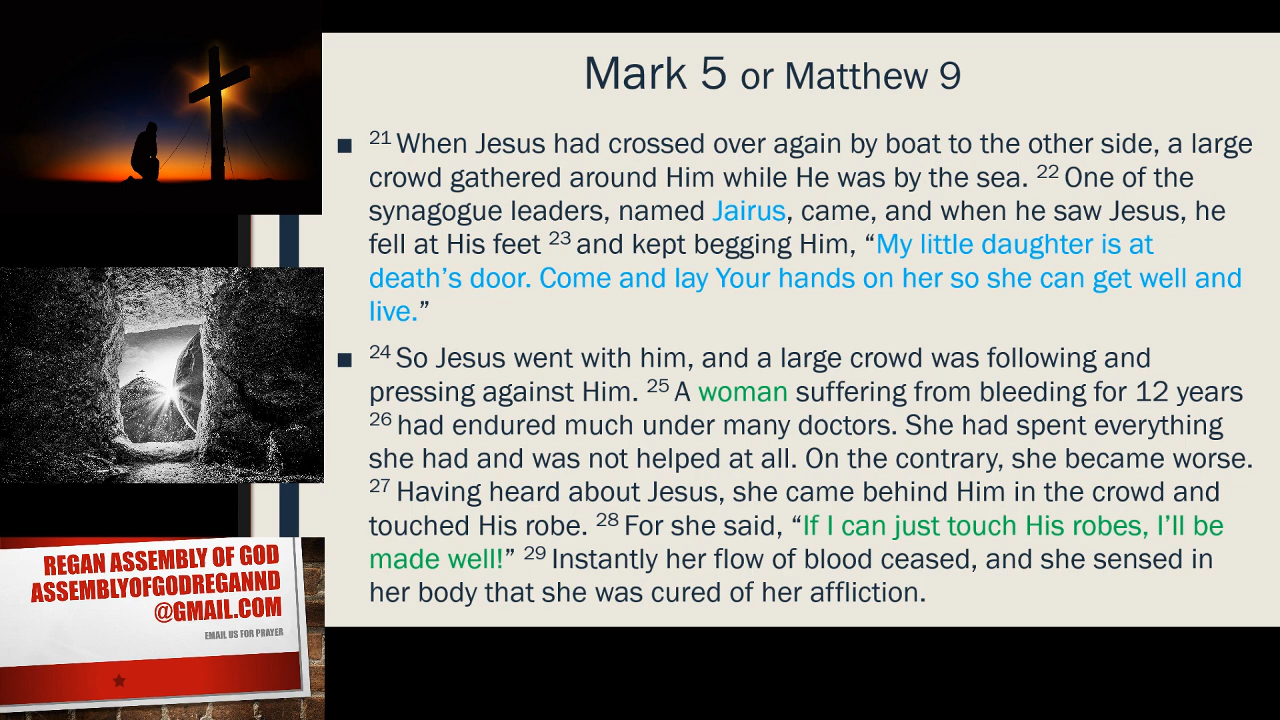 Mark 5 or Matthew 9
■ 21 When Jesus had crossed over again by boat to the other side, a large
crowd gathered around Him while He was by the sea. 22 One of the
synagogue leaders, named Jairus, came, and when he saw Jesus, he
fell at His feet 23 and kept begging Him, “My little daughter is at
death’s door. Come and lay Your hands on her so she can get well and
live.”
■ 24 So Jesus went with him, and a large crowd was following and
pressing against Him. 25 A woman suffering from bleeding for 12 years
26 had endured much under many doctors. She had spent everything
she had and was not helped at all. On the contrary, she became worse.
27 Having heard about Jesus, she came behind Him in the crowd and
touched His robe. 28 For she said, “If I can just touch His robes, I’ll be
made well!” 29 Instantly her flow of blood ceased, and she sensed in
her body that she was cured of her affliction.
REGAN ASSEMBLY OF GOD
ASSEMBLYOFGODREGANND
@GMAIL.COM
EMAIL US FOR PRAYER